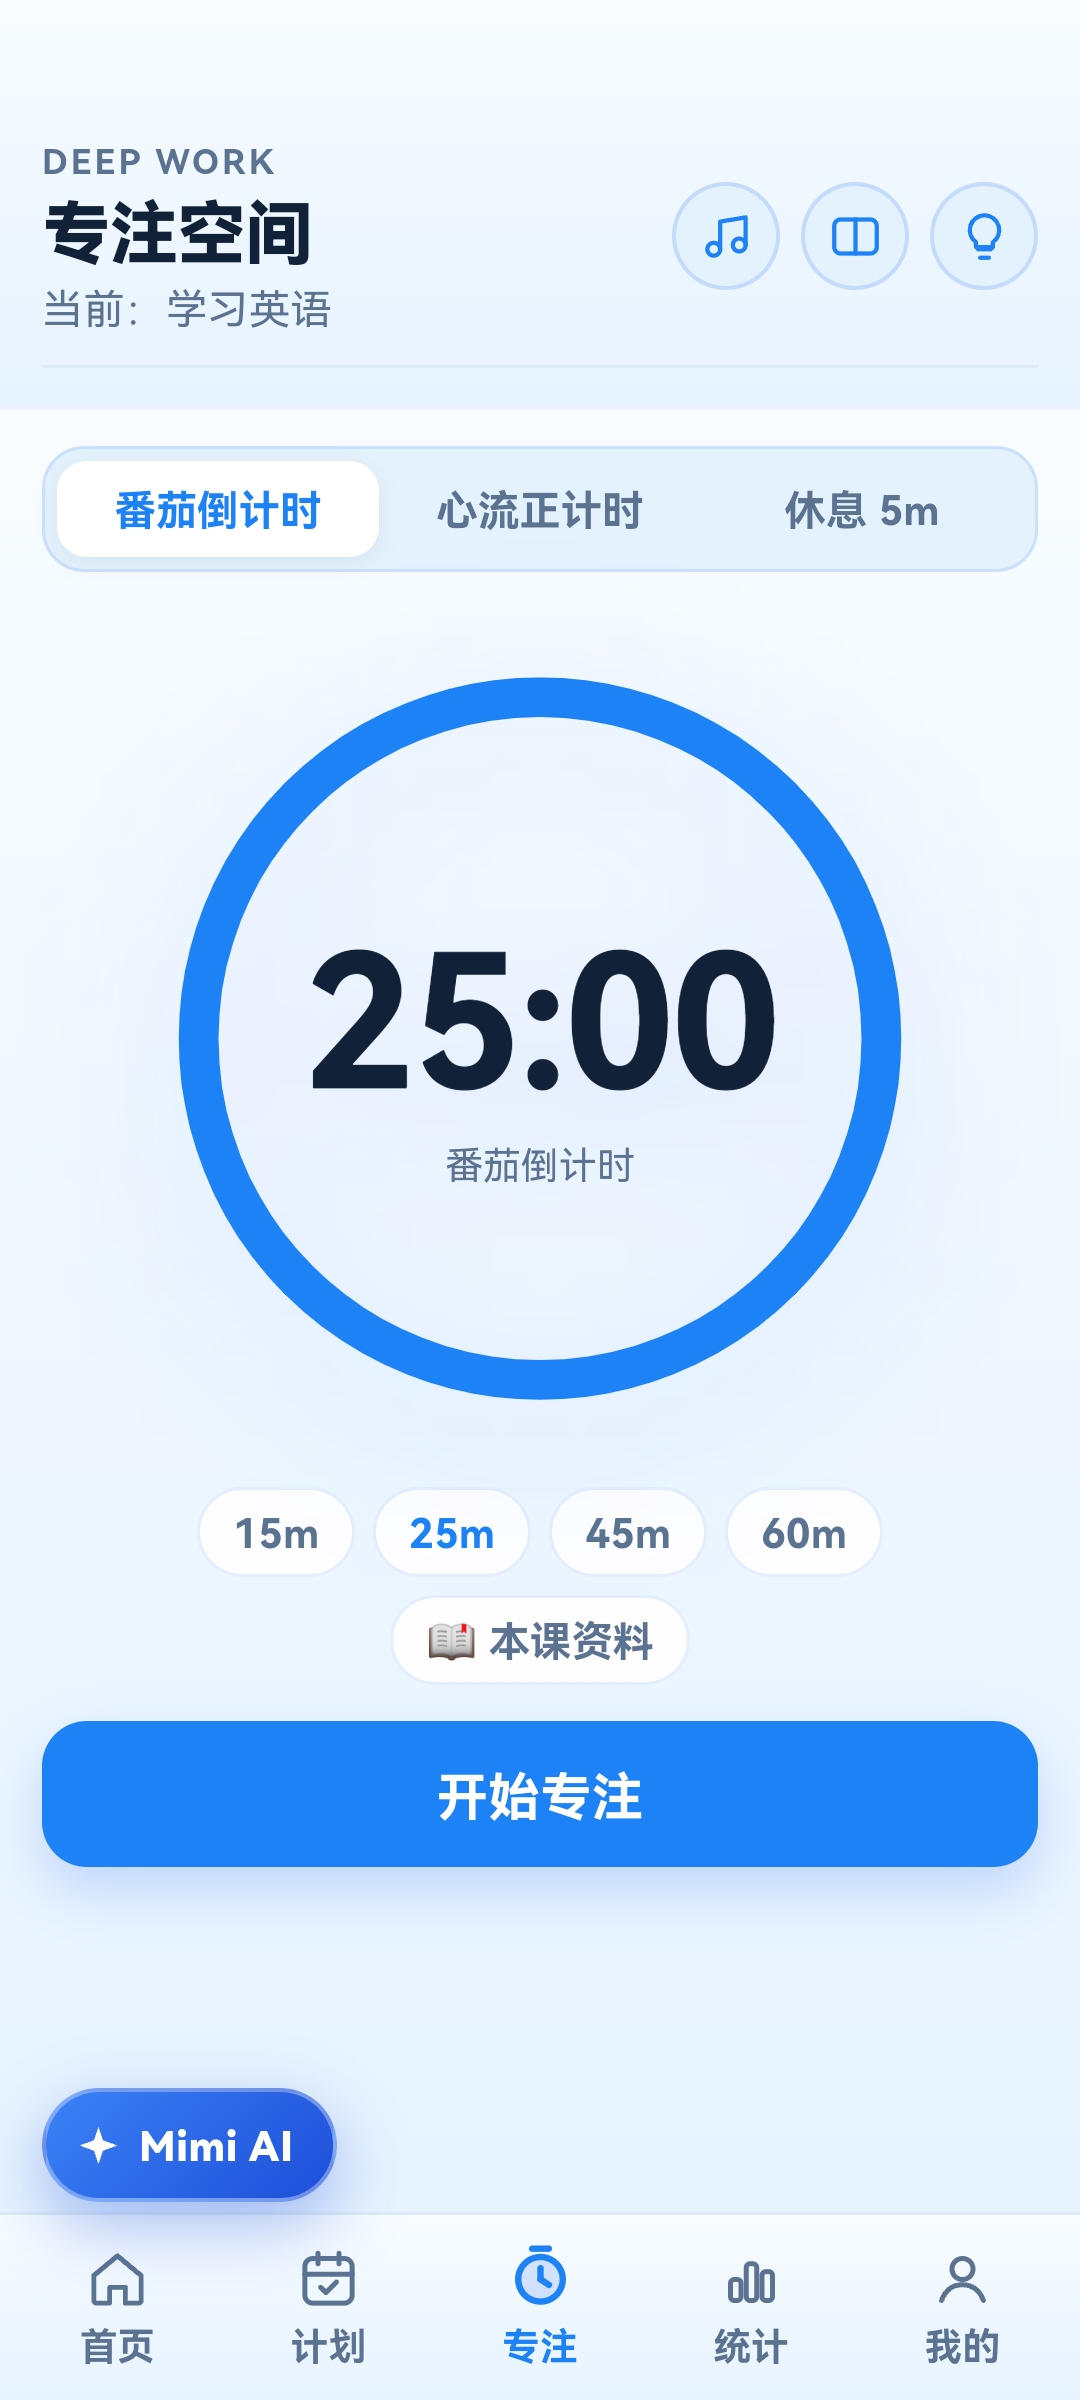 DEEP WORK
专注空间
当前： 学习英语
番茄倒计时
心流正计时
休息 5m
25:00
番茄倒计时
15m
25m
45m
60m
📖 本课资料
开始专注
Mimi AI
首页
计划
专注
统计
我的